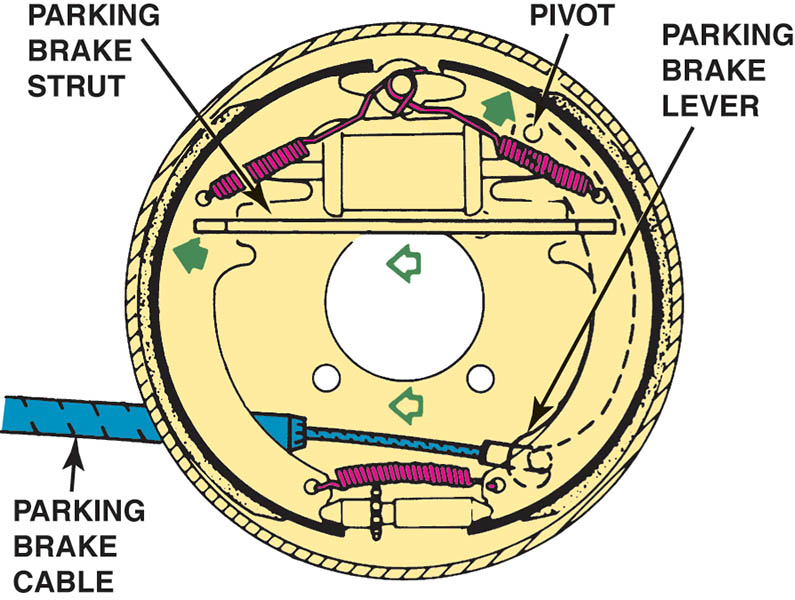 PARKING
BRAKE
STRUT
PIVOT
PARKING
BRAKE
LEVER
PARKING
BRAKE
CABLE